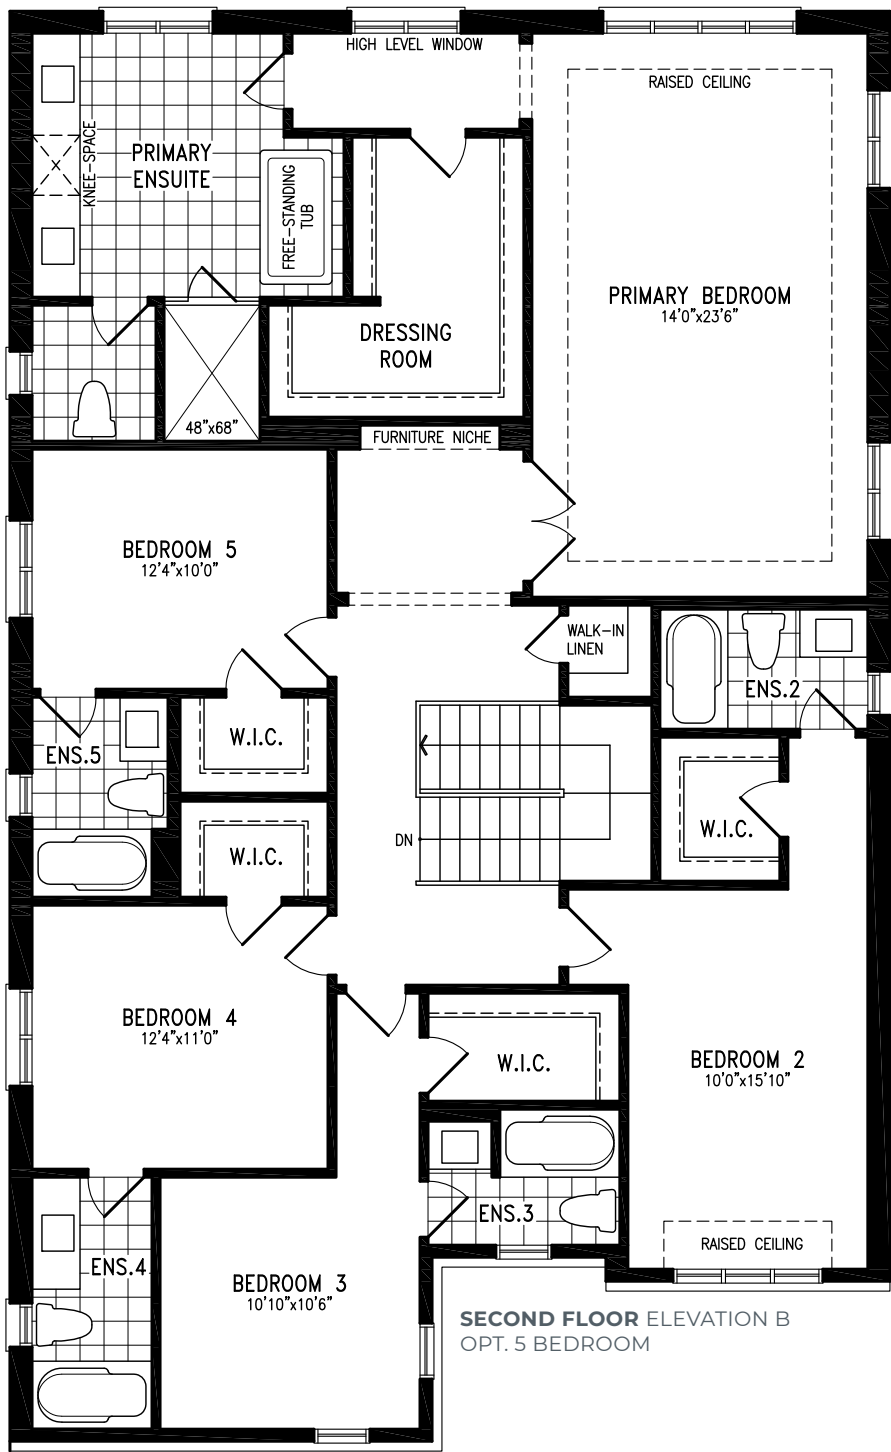 HIGH LEVEL WINDOW
RAISED CEILING
KNEE-SPACE
PRIMARY
ENSUITE
FREE-STANDING
TUB
PRIMARY BEDROOM
14'0"x23'6"
DRESSING
ROOM
48"x68"
FURNITURE NICHE
BEDROOM 5
12'4"x10'0"
WALK-IN
LINEN
ENS.2
ENS.5
W.I.C.
W.I.C.
W.I.C.
DN
BEDROOM 4
12'4"x11'0"
W.I.C.
BEDROOM 2
10'0"x15'10"
ENS.3
ENS.4
RAISED CEILING
BEDROOM 3
10'10"x10'6"
SECOND FLOOR ELEVATION B
OPT. 5 BEDROOM